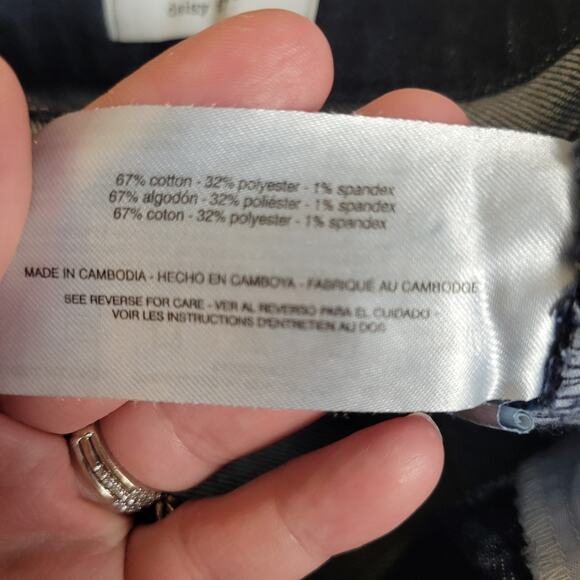 daisy
67% cotton - 32% polyester - 1% spandex
67% algodón - 32% poliéster - 1% spandex
67% coton - 32% polyester - 1% spandex
MADE IN CAMBODIA - HECHO EN CAMBOYA - FABRIQUÉ AU CAMBODGE
SEE REVERSE FOR CARE - VER AL REVERSO PARA EL CUIDADO -
VOIR LES INSTRUCTIONS D'ENTRETIEN AU DOS